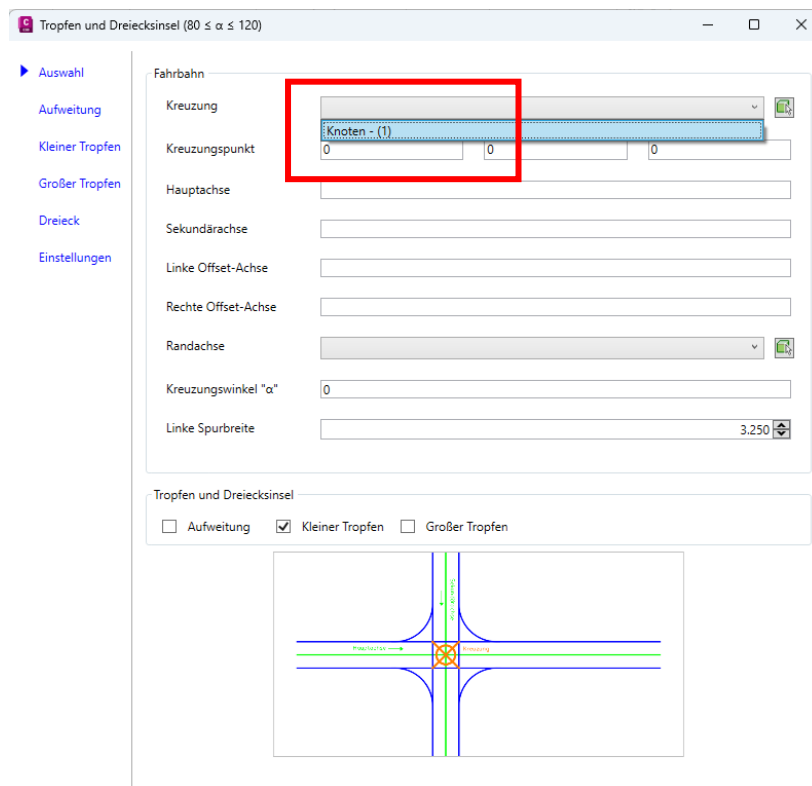 Tropfen und Dreiecksinsel (80 ≤ α ≤ 120)
Auswahl
Aufweitung
Kleiner Tropfen
Großer Tropfen
Dreieck
Einstellungen
Fahrbahn
Kreuzung
Knoten - (1)
Kreuzungspunkt 0 0 0
Hauptachse
Sekundärachse
Linke Offset-Achse
Rechte Offset-Achse
Randachse
Kreuzungswinkel "α" 0
Linke Spurbreite 3.250
Tropfen und Dreiecksinsel
Aufweitung Kleiner Tropfen Großer Tropfen
Sekundärachse
Hauptachse Kreuzung